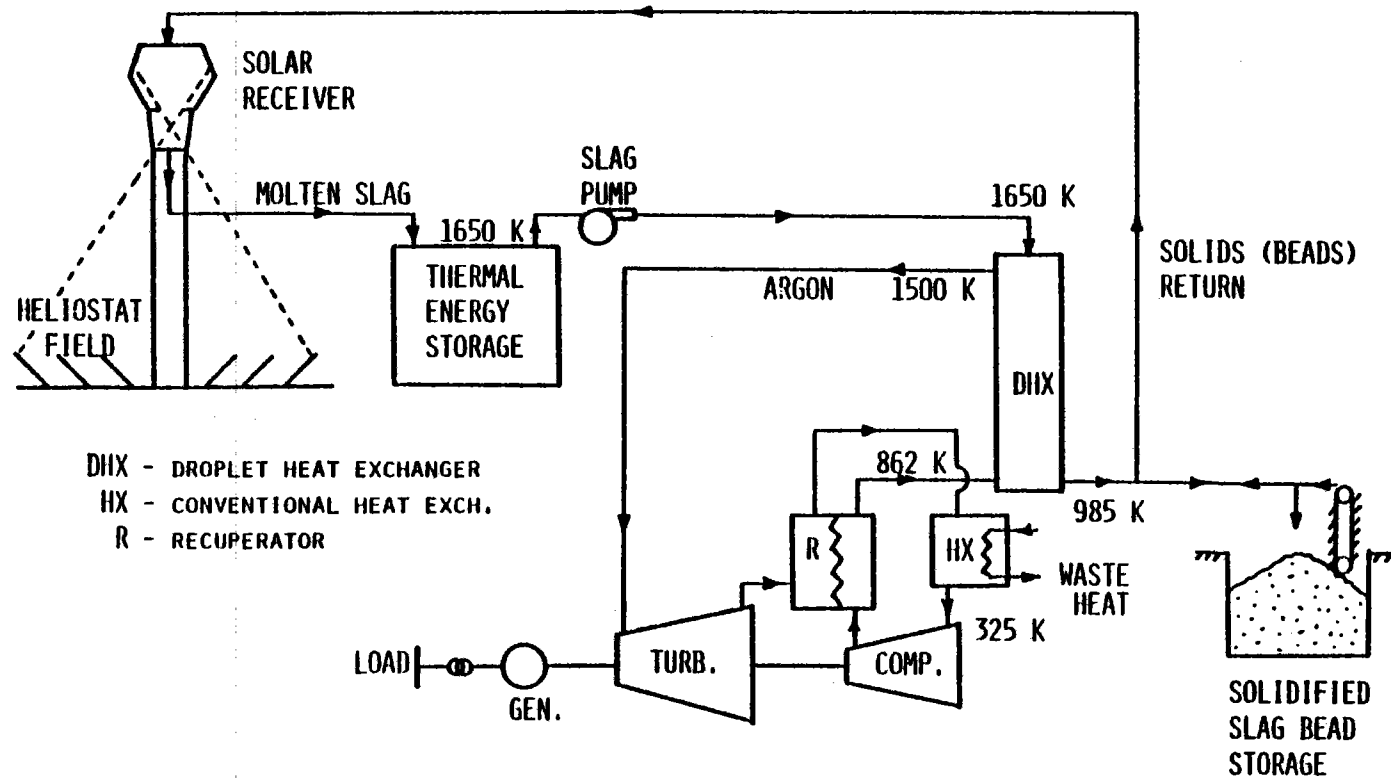 SOLAR
RECEIVER
SLAG
PUMP
MOLTEN SLAG
1650 K
1650 K
THERMAL
ENERGY
STORAGE
ARGON
1500 K
SOLIDS (BEADS)
RETURN
HELIOSTAT
FIELD
DHX
DHX - DROPLET HEAT EXCHANGER
HX - CONVENTIONAL HEAT EXCH.
R - RECUPERATOR
862 K
985 K
R
HX
WASTE
HEAT
325 K
LOAD
GEN.
TURB.
COMP.
SOLIDIFIED
SLAG BEAD
STORAGE